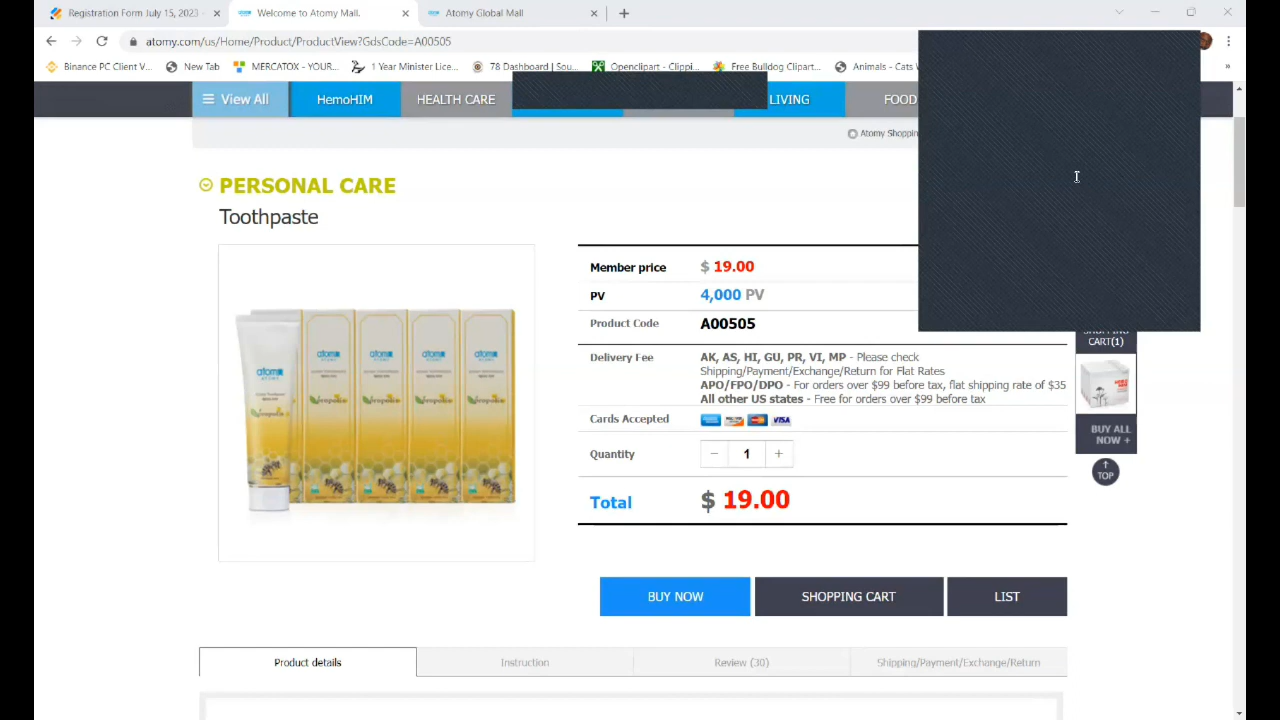 Registration Form July 15, 2023 -
Welcome to Atomy Mall.
Atomy Global Mall
atomy.com/us/Home/Product/ProductView?GdsCode=A00505
Binance PC Client V...
New Tab
MERCATOX - YOUR...
1 Year Minister Lice...
78 Dashboard | Sou...
Openclipart - Clippi...
Free Bulldog Clipart...
Animals - Cats W
»
View All
HemoHIM
HEALTH CARE
LIVING
FOOD
Atomy Shoppin
PERSONAL CARE
Toothpaste
Member price $ 19.00
PV 4,000 PV
Product Code A00505
Delivery Fee AK, AS, HI, GU, PR, VI, MP - Please check
Shipping/Payment/Exchange/Return for Flat Rates
APO/FPO/DPO - For orders over $99 before tax, flat shipping rate of $35
All other US states - Free for orders over $99 before tax
Cards Accepted
VISA
Quantity − 1 +
Total $ 19.00
SHOPPING
CART(1)
BUY ALL
NOW +
TOP
atomy
atomy
atomy
atomy
atomy
BUY NOW
SHOPPING CART
LIST
Product details
Instruction
Review (30)
Shipping/Payment/Exchange/Return